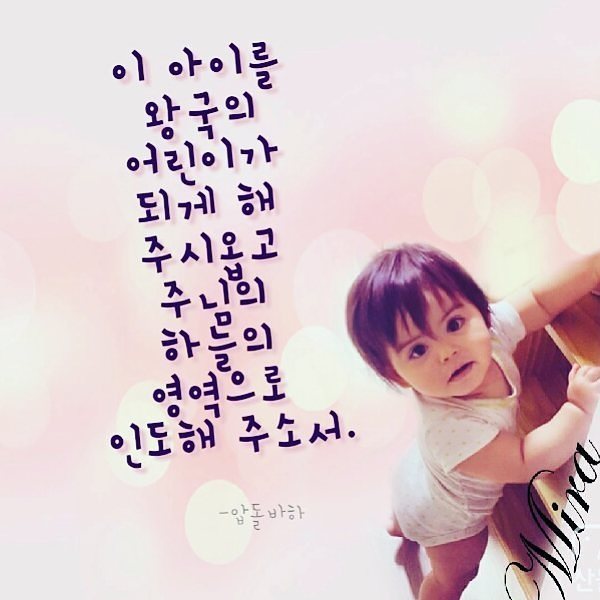 이 아이를
왕국의
어린이가
되게 해
주시옵고
주님의
하늘의
영역으로
인도해 주소서.
-압돌바하
Mira